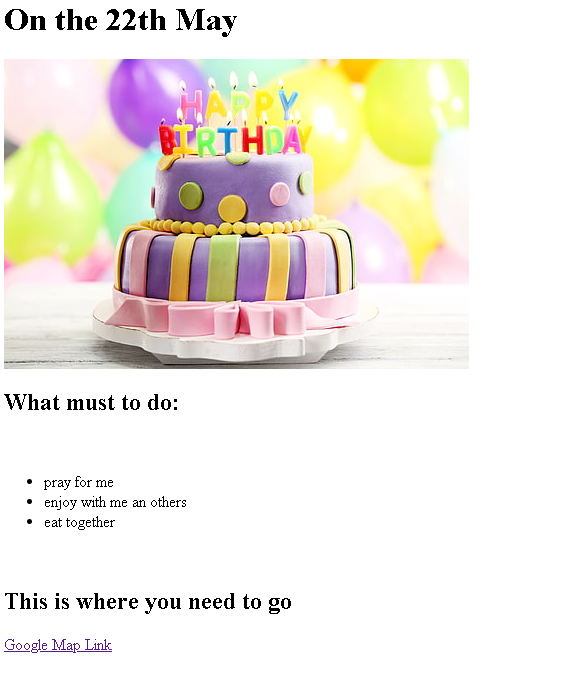 On the 22th May
HAPPY
BIRTHDAY
What must to do:
pray for me
enjoy with me an others
eat together
This is where you need to go
Google Map Link